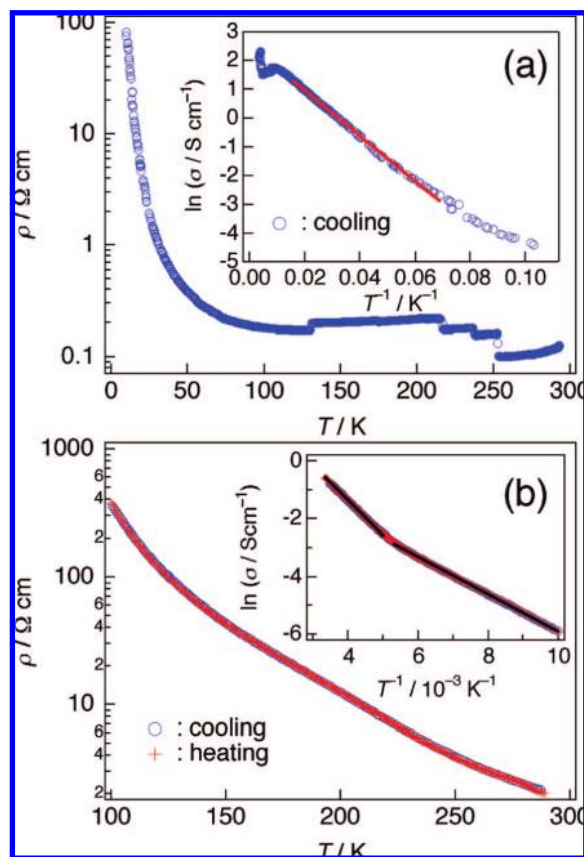 (a)
ρ / Ω cm
100
10
1
0.1
0 50 100 150 200 250 300
T / K
ln (σ / S cm⁻¹)
3
2
1
0
-1
-2
-3
-4
-5
0.00 0.02 0.04 0.06 0.08 0.10
T⁻¹ / K⁻¹
: cooling
(b)
ρ / Ω cm
1000
6
4
2
100
6
4
2
10
6
4
2
100 150 200 250 300
T / K
: cooling
: heating
ln (σ / Scm⁻¹)
0
-2
-4
-6
4 6 8 10
T⁻¹ / 10⁻³ K⁻¹